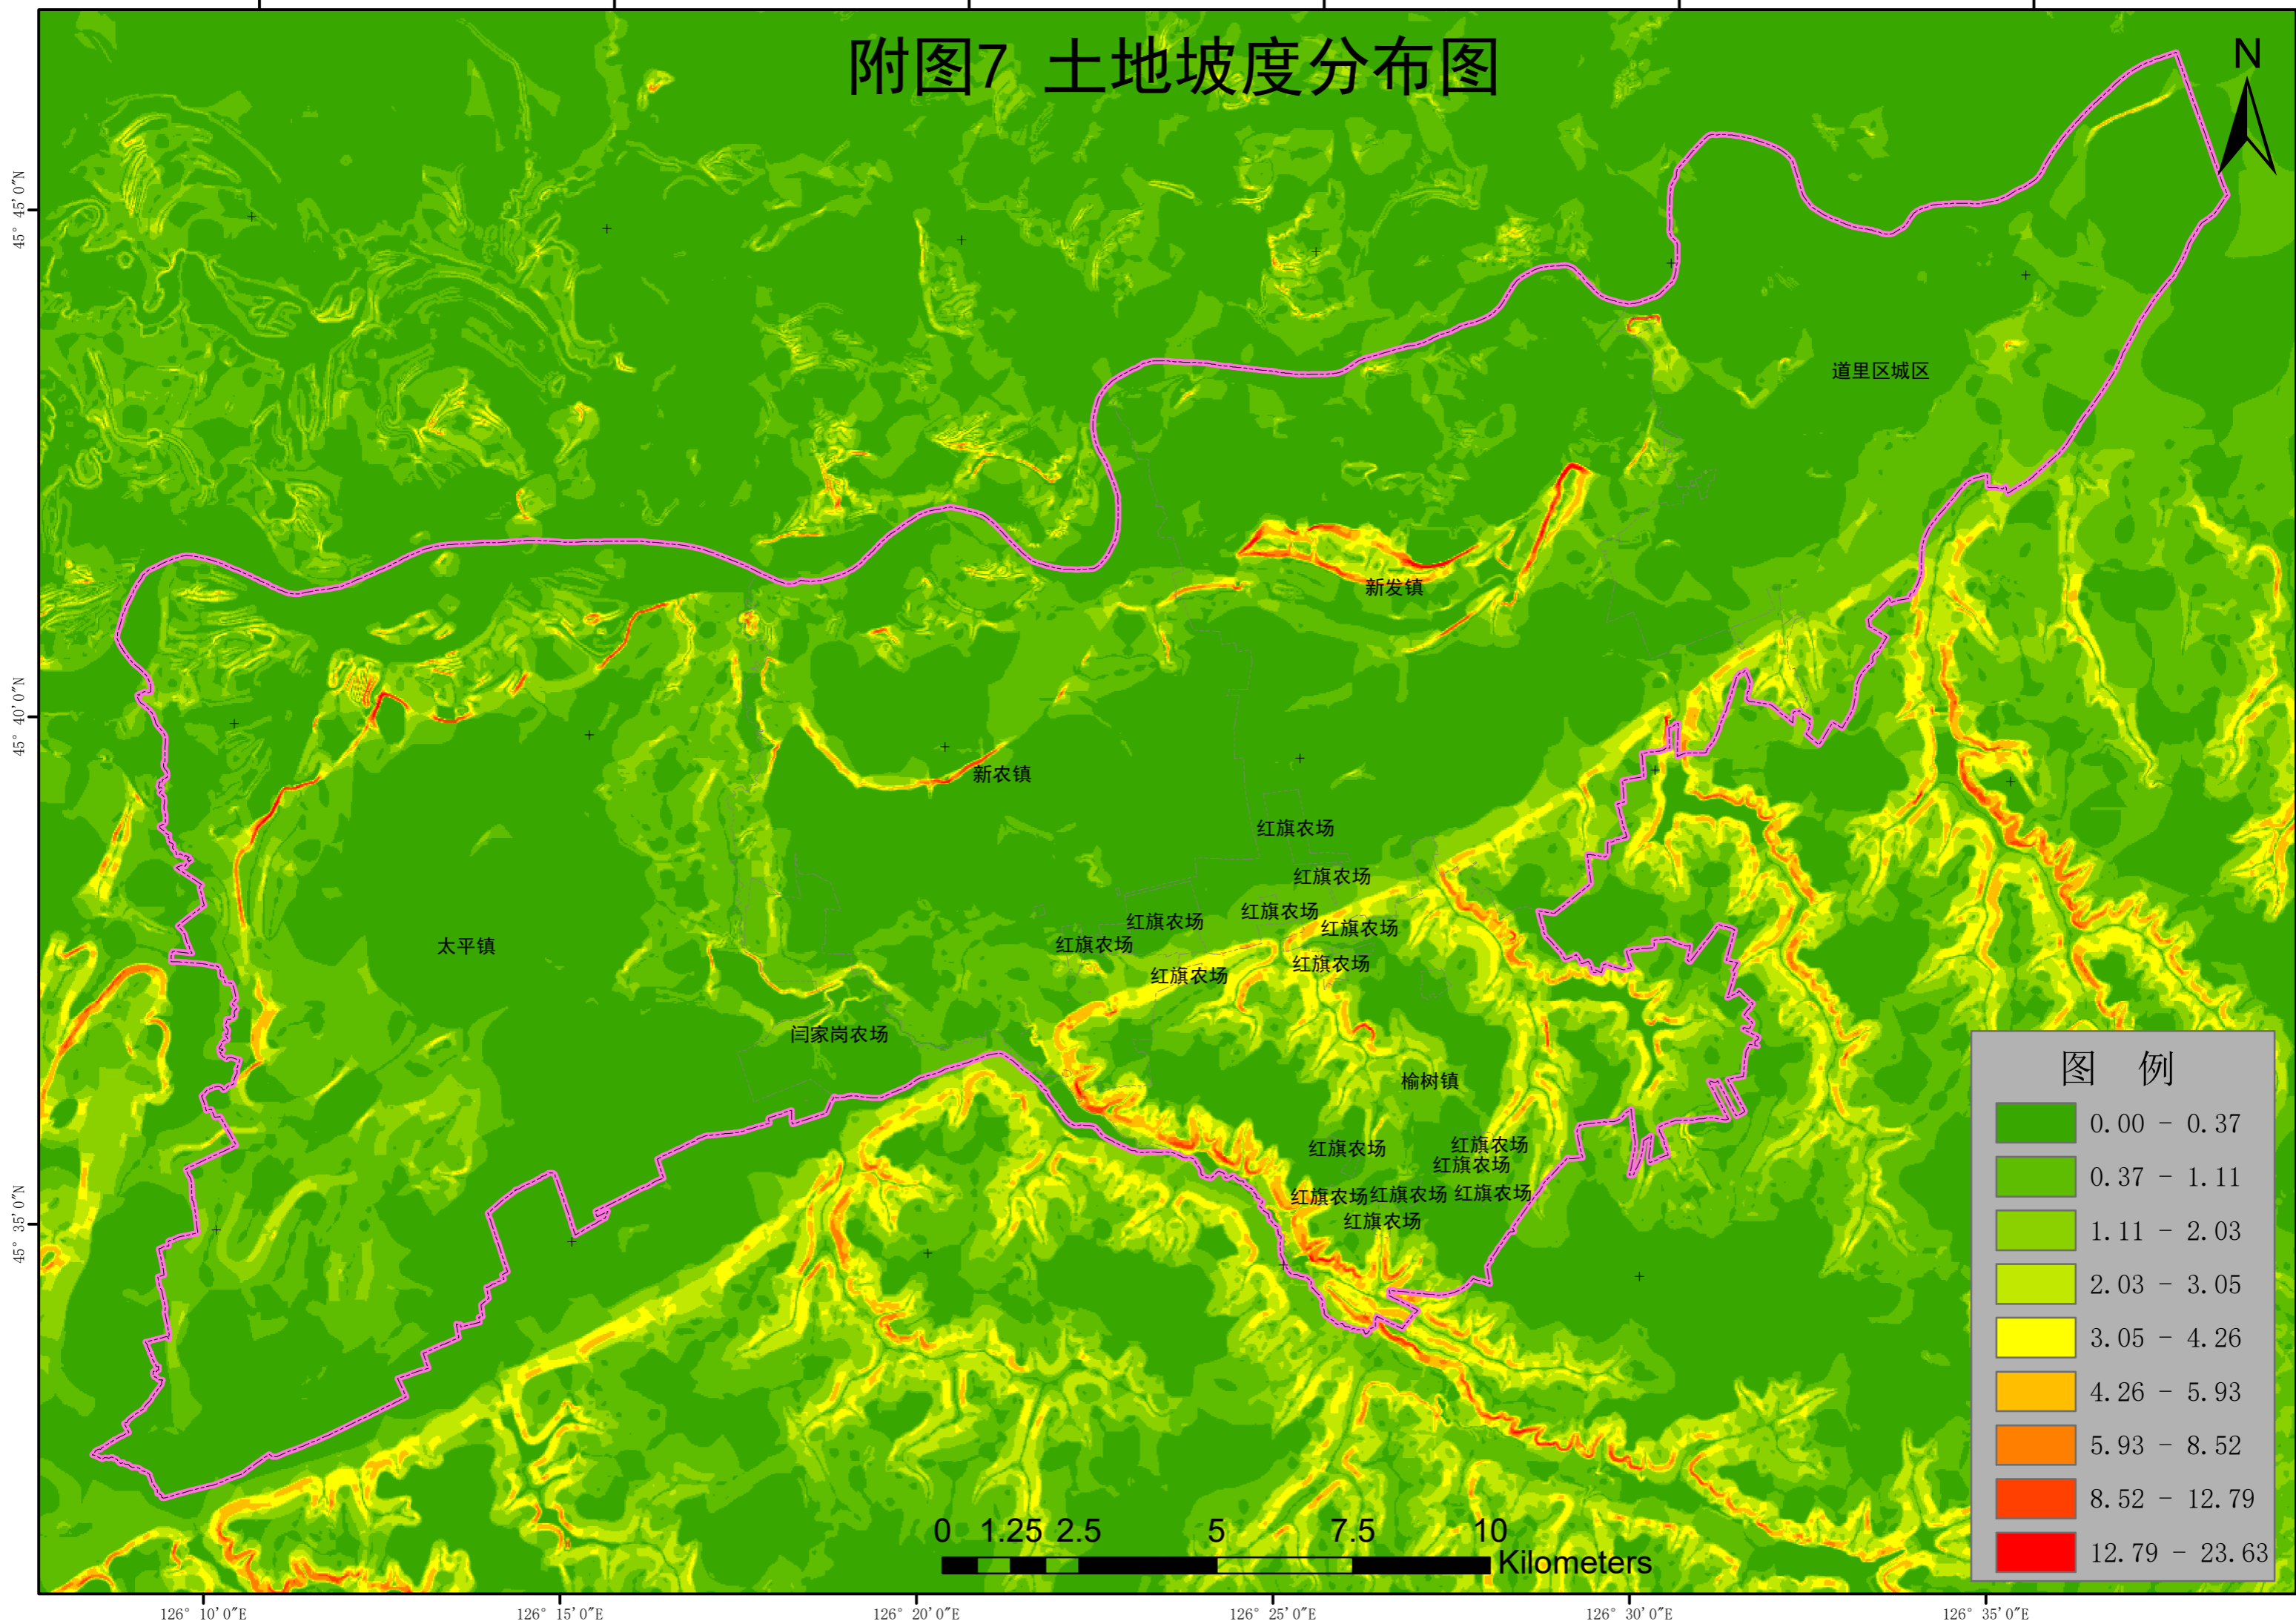 附图7 土地坡度分布图
N
45° 0'0"N
道里区城区
新发镇
45° 40'0"N
新农镇
红旗农场
红旗农场
红旗农场
红旗农场
红旗农场
红旗农场
太平镇
红旗农场
红旗农场
闫家岗农场
榆树镇
红旗农场
红旗农场
红旗农场
红旗农场
红旗农场
红旗农场
红旗农场
45° 35'0"N
图 例
0.00 - 0.37
0.37 - 1.11
1.11 - 2.03
2.03 - 3.05
3.05 - 4.26
4.26 - 5.93
5.93 - 8.52
8.52 - 12.79
12.79 - 23.63
0 1.25 2.5 5 7.5 10
Kilometers
126° 10'0"E 126° 15'0"E 126° 20'0"E 126° 25'0"E 126° 30'0"E 126° 35'0"E